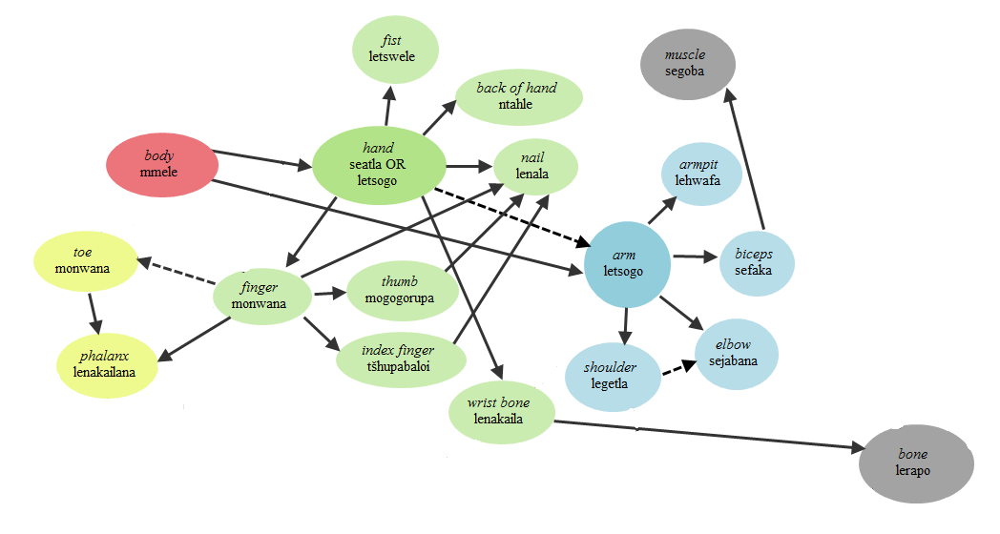 fist
letswele
muscle
segoba
back of hand
ntahle
body
mmele
hand
seatla OR
letsogo
nail
lenala
armpit
lehwafa
toe
monwana
finger
monwana
thumb
mogogorupa
arm
letsogo
biceps
sefaka
phalanx
lenakailana
index finger
tšhupabaloi
shoulder
legetla
elbow
sejabana
wrist bone
lenakaila
bone
lerapo